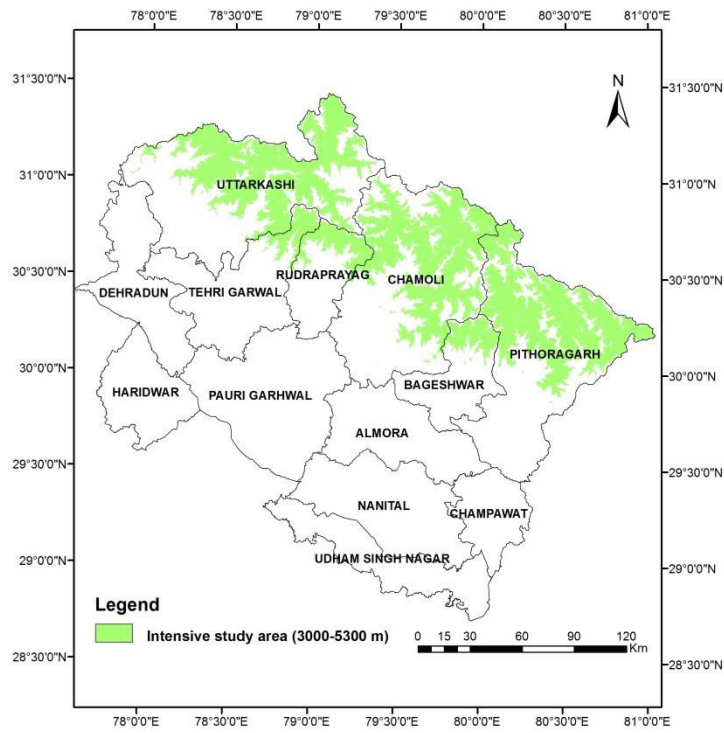 78°0'0"E 78°30'0"E 79°0'0"E 79°30'0"E 80°0'0"E 80°30'0"E 81°0'0"E
31°30'0"N
31°30'0"N
N
31°0'0"N
31°0'0"N
UTTARKASHI
30°30'0"N
30°30'0"N
RUDRAPRAYAG
CHAMOLI
DEHRADUN
TEHRI GARWAL
PITHORAGARH
30°0'0"N
30°0'0"N
HARIDWAR
PAURI GARHWAL
BAGESHWAR
ALMORA
29°30'0"N
29°30'0"N
NANITAL
CHAMPAWAT
UDHAM SINGH NAGAR
29°0'0"N
29°0'0"N
Legend
Intensive study area (3000-5300 m)
0 15 30 60 90 120
Km
28°30'0"N
28°30'0"N
78°0'0"E 78°30'0"E 79°0'0"E 79°30'0"E 80°0'0"E 80°30'0"E 81°0'0"E